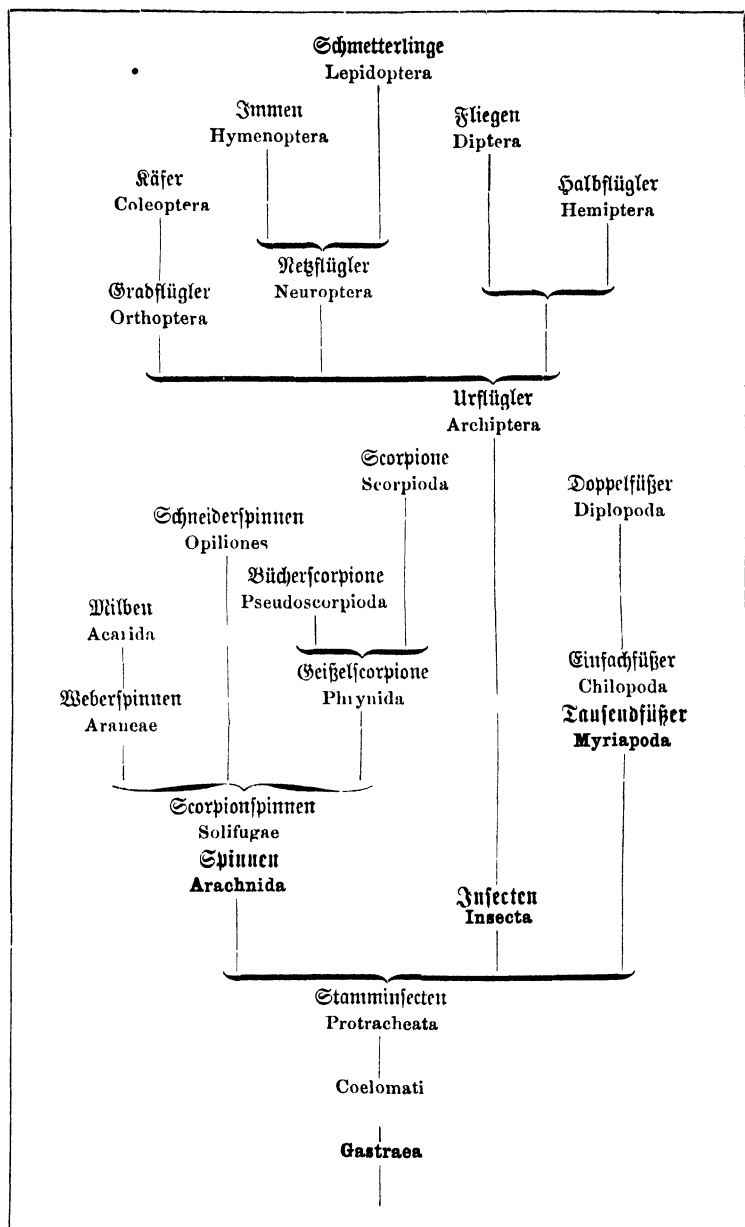 Schmetterlinge
Lepidoptera
Immen
Hymenoptera
Fliegen
Diptera
Käfer
Coleoptera
Halbflügler
Hemiptera
Netzflügler
Neuroptera
Gradflügler
Orthoptera
Urflügler
Archiptera
Scorpione
Scorpioda
Doppelfüßer
Diplopoda
Schneiderspinnen
Opiliones
Bücherscorpione
Pseudoscorpioda
Milben
Acarida
Geißelscorpione
Phrynida
Einfachfüßer
Chilopoda
Weberspinnen
Araneae
Tausendfüßer
Myriapoda
Scorpionspinnen
Solifugae
Spinnen
Arachnida
Insecten
Insecta
Stamminsecten
Protracheata
Coelomati
Gastraea